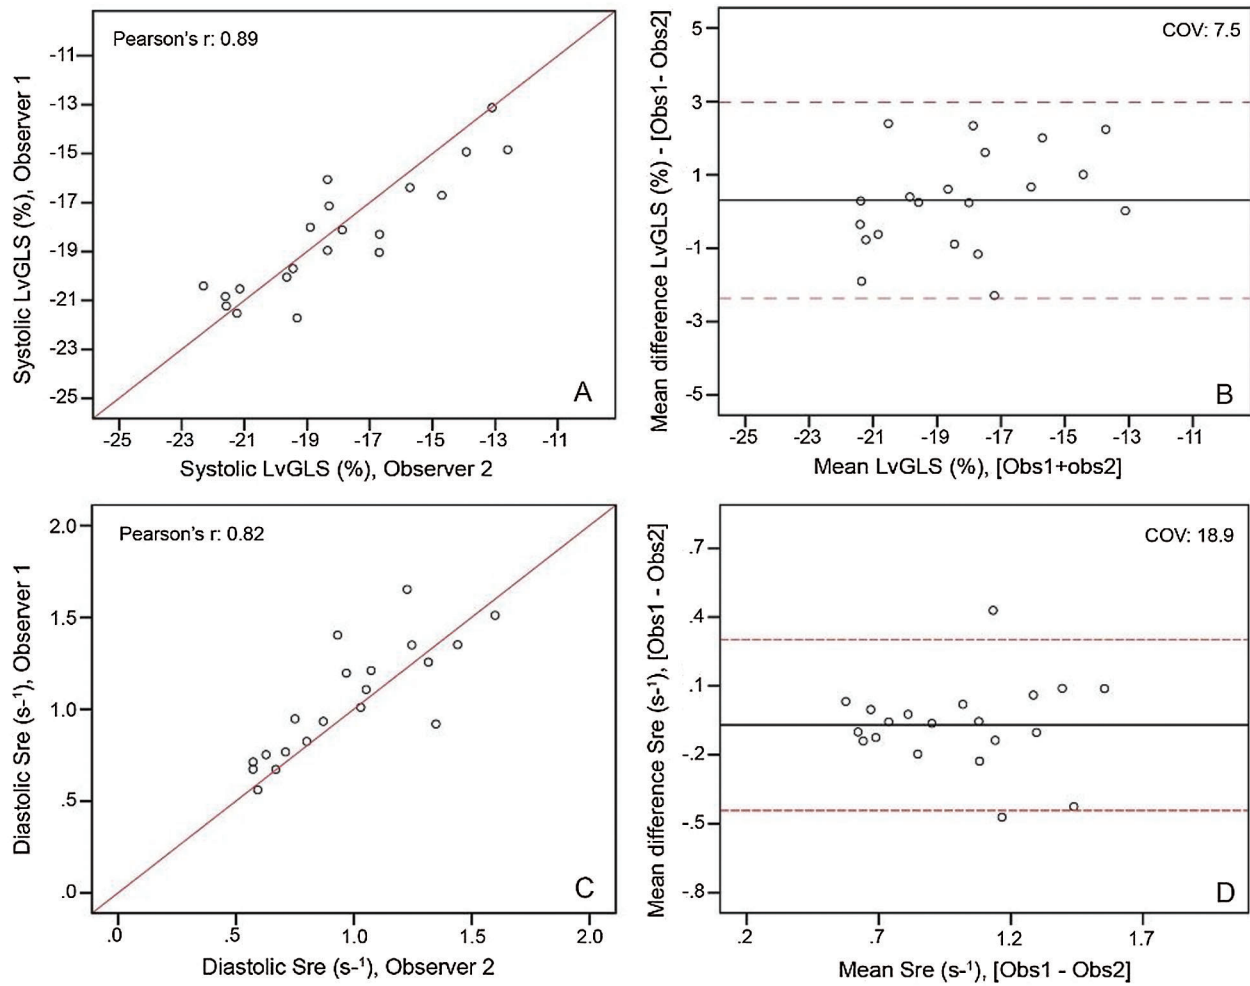 Pearson's r: 0.89
Systolic LvGLS (%), Observer 1
-11
-13
-15
-17
-19
-21
-23
-25
A
-25 -23 -21 -19 -17 -15 -13 -11
Systolic LvGLS (%), Observer 2
COV: 7.5
Mean difference LvGLS (%) - [Obs1- Obs2]
5
3
1
-1
-3
-5
B
-25 -23 -21 -19 -17 -15 -13 -11
Mean LvGLS (%), [Obs1+obs2]
Pearson's r: 0.82
Diastolic Sre (s-¹), Observer 1
2.0
1.5
1.0
.5
.0
C
.0 .5 1.0 1.5 2.0
Diastolic Sre (s-¹), Observer 2
COV: 18.9
Mean difference Sre (s-¹), [Obs1 - Obs2]
.7
.4
.1
-.2
-.5
-.8
D
.2 .7 1.2 1.7
Mean Sre (s-¹), [Obs1 - Obs2]